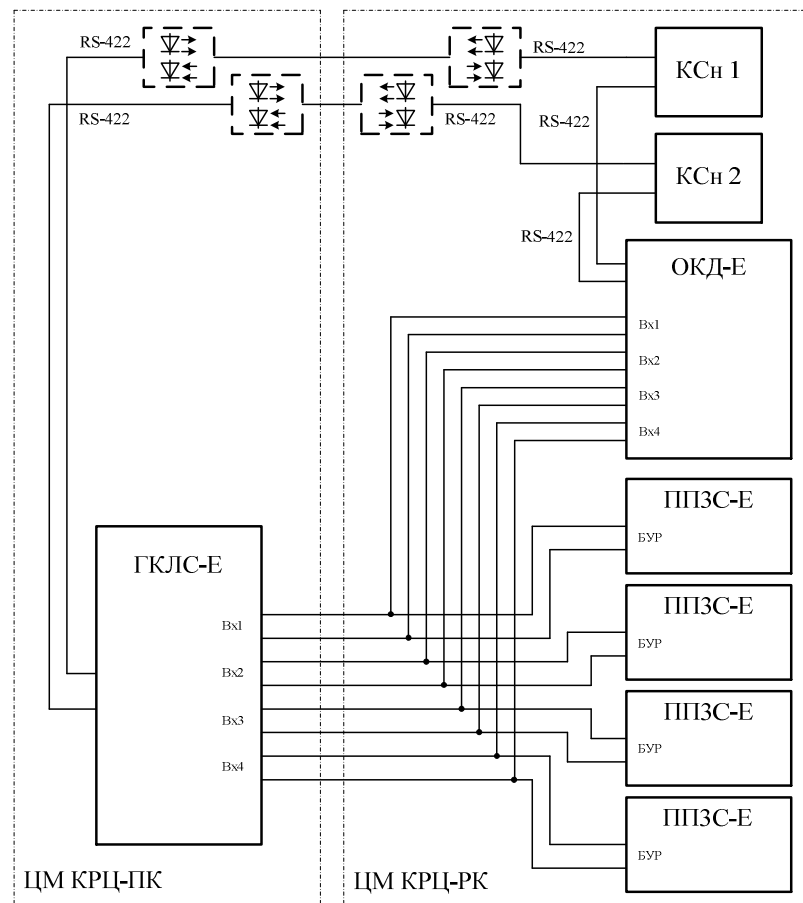 RS-422
RS-422
КСн 1
RS-422
RS-422
RS-422
КСн 2
RS-422
ОКД-Е
Вх1
Вх2
Вх3
Вх4
ППЗС-Е
БУР
ГКЛС-Е
Вх1
Вх2
Вх3
Вх4
ППЗС-Е
БУР
ППЗС-Е
БУР
ППЗС-Е
БУР
ЦМ КРЦ-ПК
ЦМ КРЦ-РК